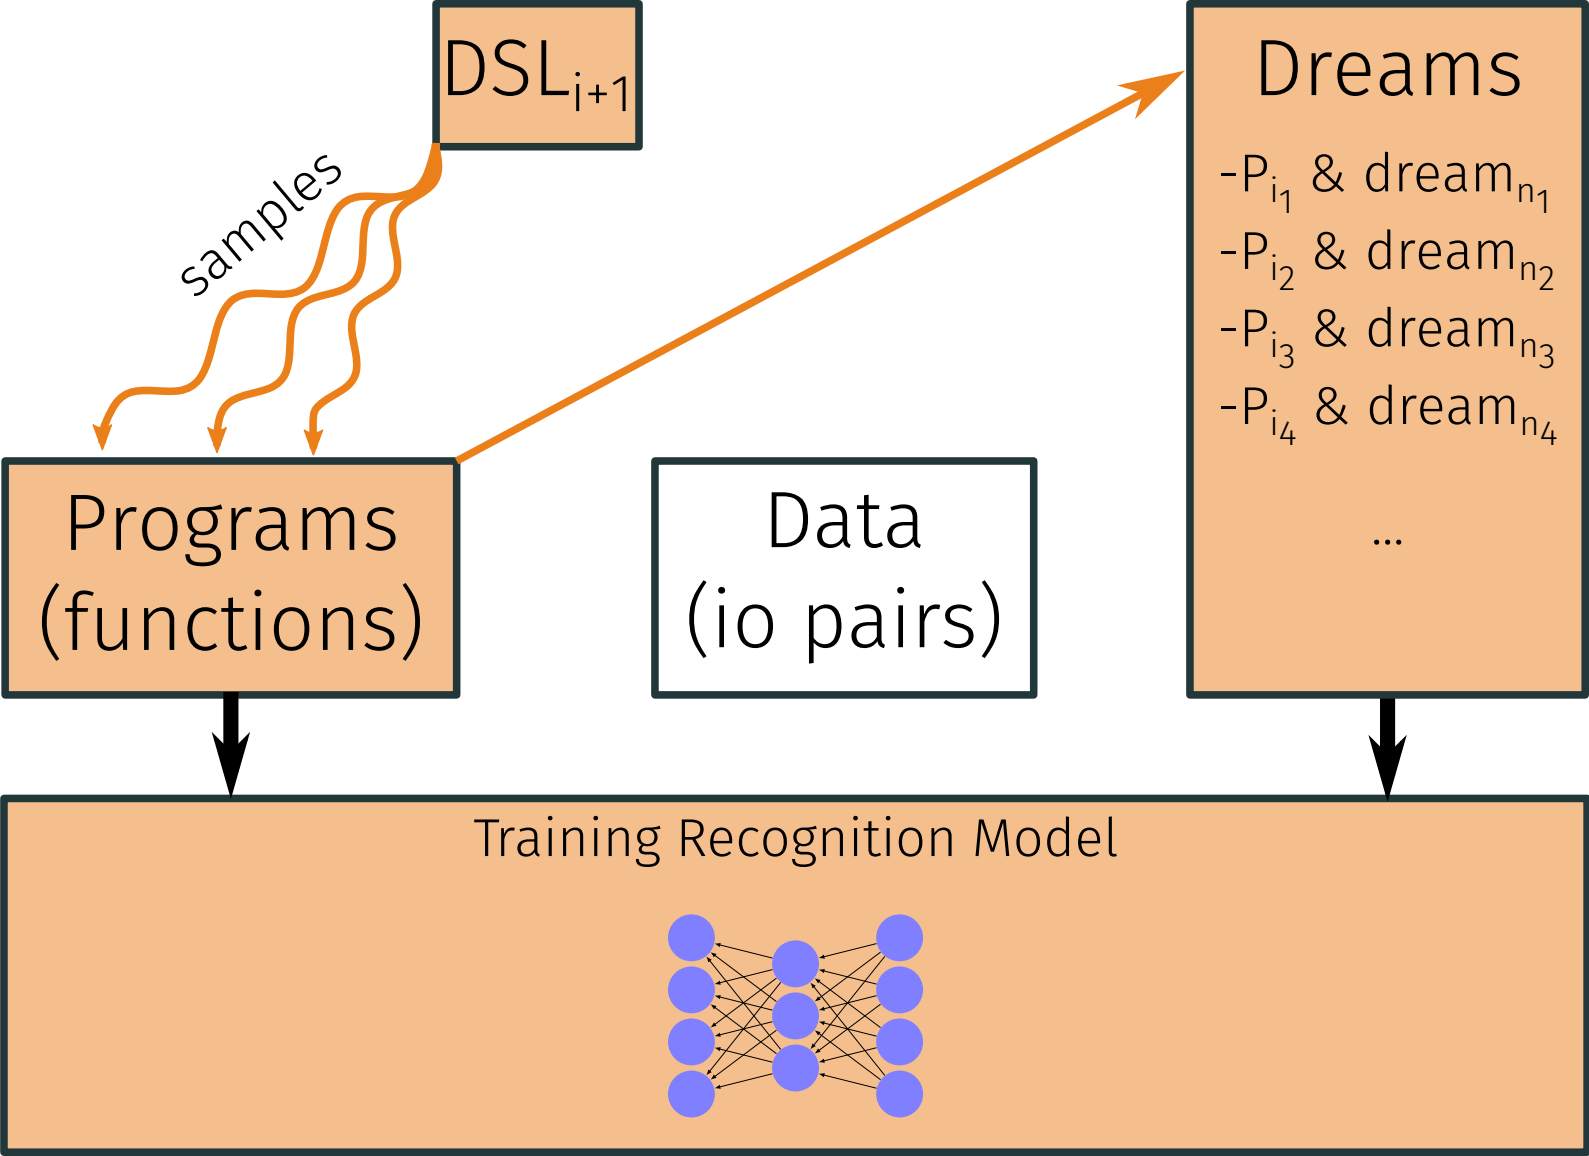 DSLi+1
samples
Programs
(functions)
Data
(io pairs)
Dreams
-Pi1 & dreamn1
-Pi2 & dreamn2
-Pi3 & dreamn3
-Pi4 & dreamn4
...
Training Recognition Model